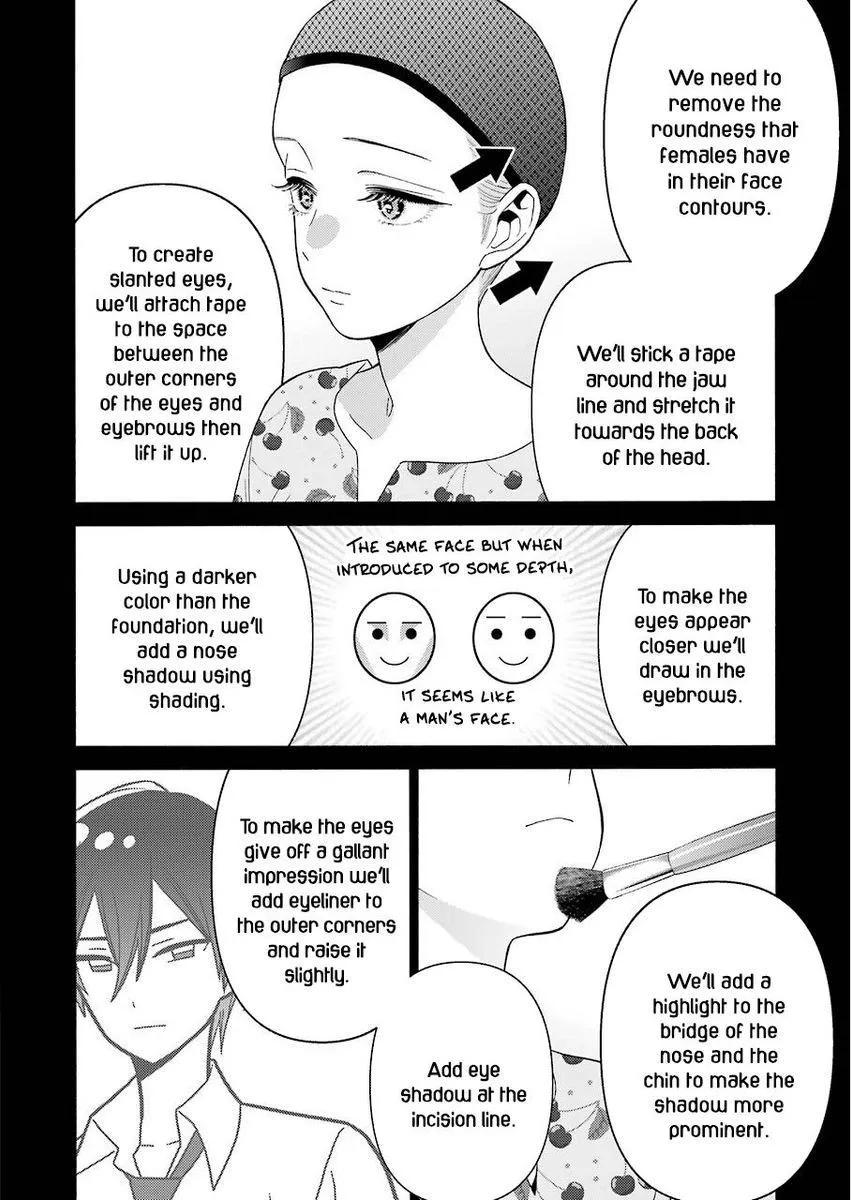 We need to
remove the
roundness that
females have
in their face
contours.
We'll stick a tape
around the jaw
line and stretch it
towards the back
of the head.
To create
slanted eyes,
we'll attach tape
to the space
between the
outer corners
of the eyes and
eyebrows then
lift it up.
To make the
eyes appear
closer we'll
draw in the
eyebrows.
THE SAME FACE BUT WHEN
INTRODUCED TO SOME DEPTH,
IT SEEMS LIKE
A MAN'S FACE.
Using a darker
color than the
foundation, we'll
add a nose
shadow using
shading.
We'll add a
highlight to the
bridge of the
nose and the
chin to make the
shadow more
prominent.
Add eye
shadow at the
incision line.
To make the eyes
give off a gallant
impression we'll
add eyeliner to
the outer corners
and raise it
slightly.